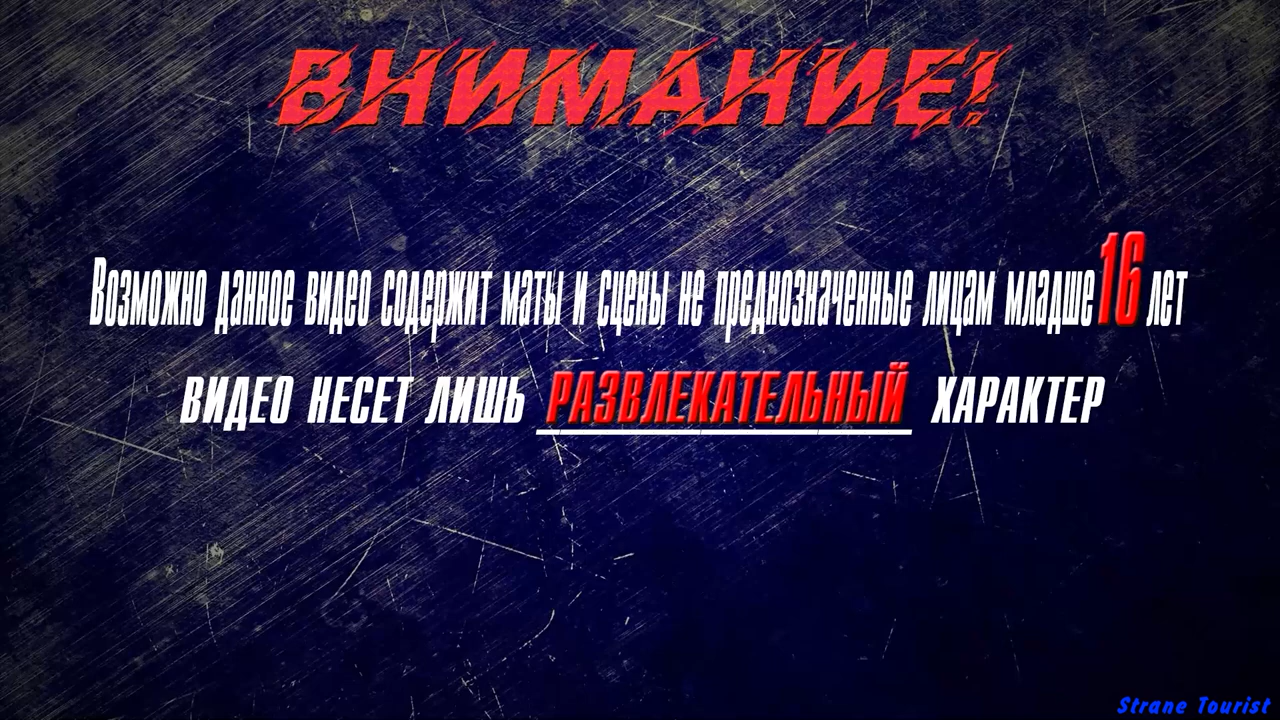 ВНИМАНИЕ!
Возможно данное видео содержит маты и сцены не преднозначенные лицам младше 16 лет
ВИДЕО НЕСЕТ ЛИШЬ РАЗВЛЕКАТЕЛЬНЫЙ ХАРАКТЕР
Strane Tourist